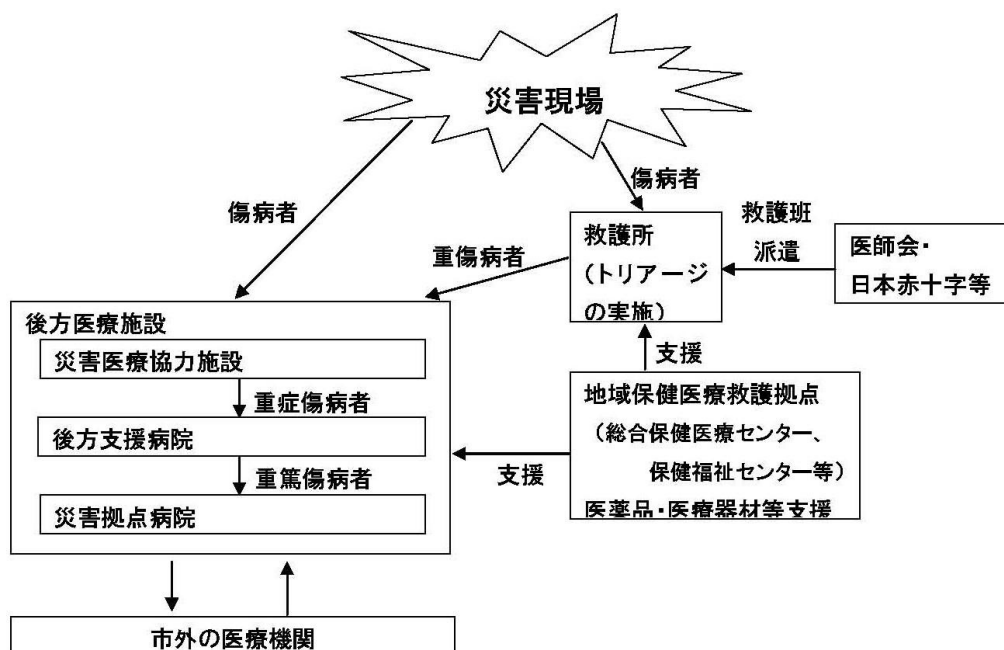 災害現場
傷病者
傷病者
救護班
派遣
医師会・
日本赤十字等
救護所
（トリアージ
の実施）
重傷病者
後方医療施設
災害医療協力施設
重症傷病者
後方支援病院
重篤傷病者
災害拠点病院
支援
地域保健医療救護拠点
（総合保健医療センター、
保健福祉センター等）
医薬品・医療器材等支援
支援
市外の医療機関